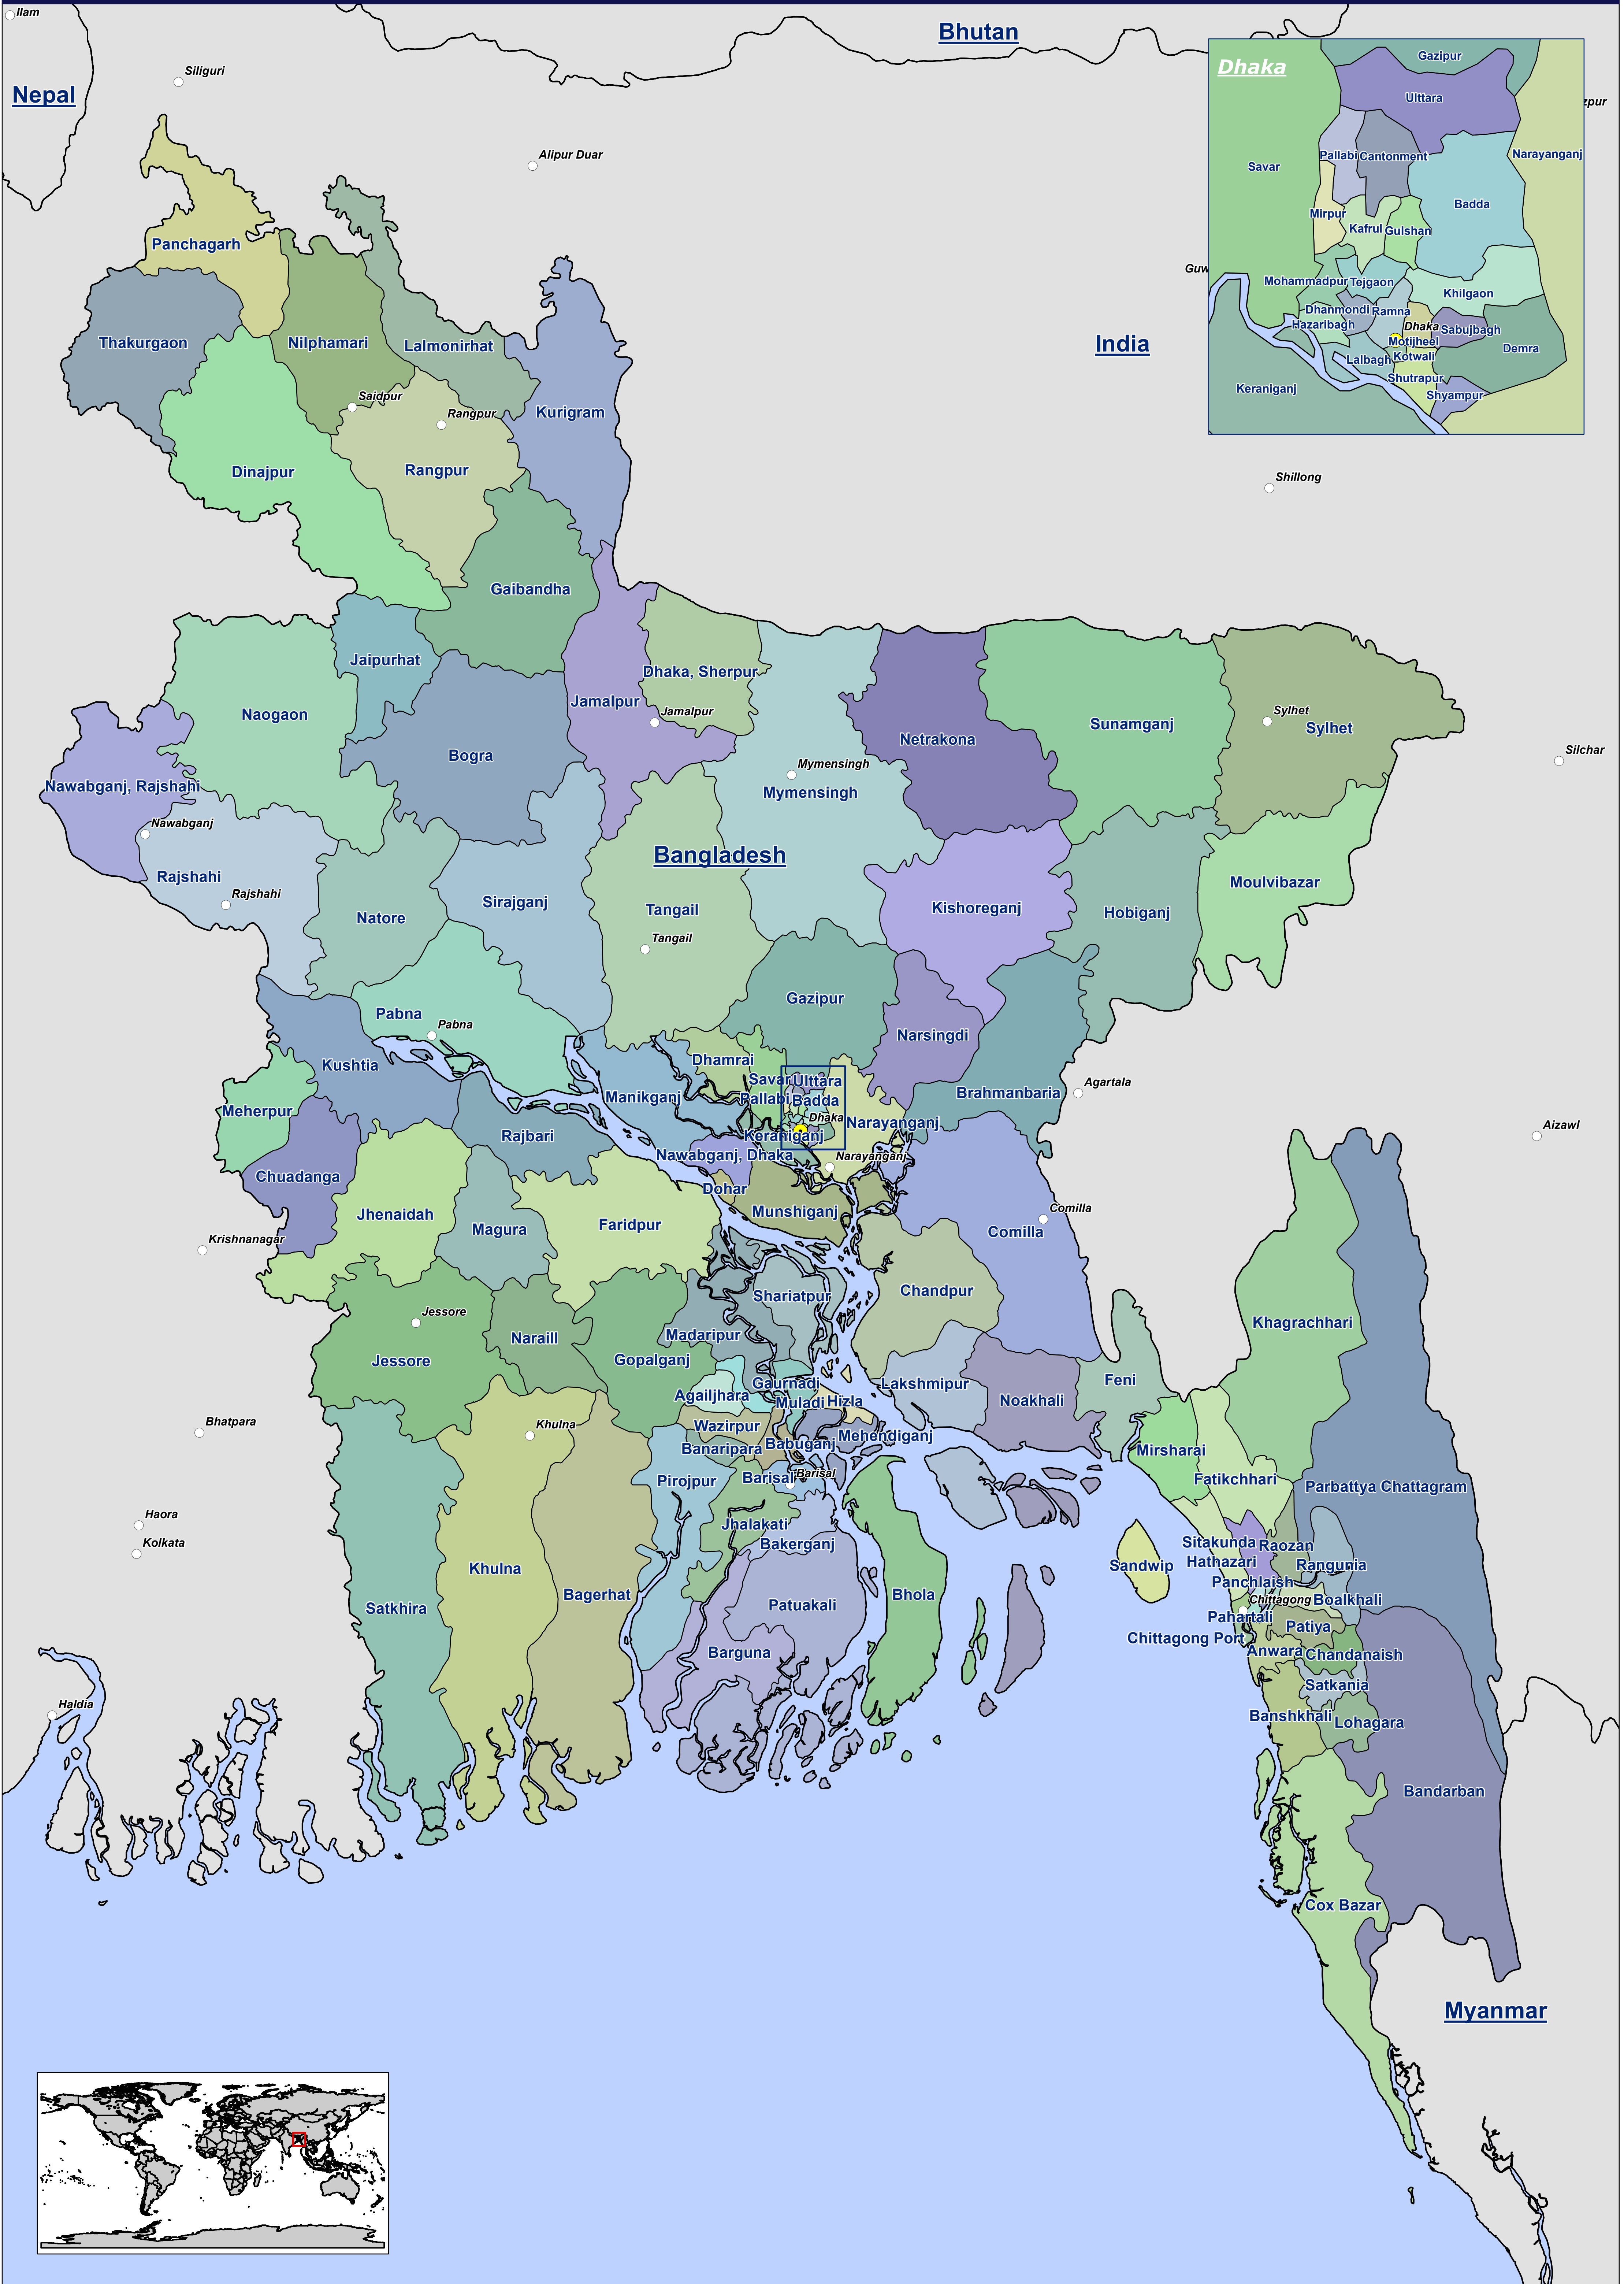 Ilam
Bhutan
Nepal
Siliguri
Alipur Duar
Dhaka
Gazipur
Ulttara
zpur
Pallabi
Cantonment
Narayanganj
Savar
Badda
Mirpur
Kafrul
Gulshan
Guw
Mohammadpur
Tejgaon
Khilgaon
Dhanmondi
Ramna
Hazaribagh
Dhaka
Sabujbagh
Motijheel
Demra
Lalbagh
Kotwali
Shutrapur
Keraniganj
Shyampur
Panchagarh
Thakurgaon
Nilphamari
Lalmonirhat
India
Saidpur
Rangpur
Kurigram
Dinajpur
Rangpur
Shillong
Gaibandha
Jaipurhat
Dhaka, Sherpur
Jamalpur
Jamalpur
Naogaon
Sylhet
Sunamganj
Sylhet
Netrakona
Bogra
Silchar
Mymensingh
Nawabganj, Rajshahi
Mymensingh
Nawabganj
Bangladesh
Rajshahi
Moulvibazar
Rajshahi
Sirajganj
Tangail
Kishoreganj
Hobiganj
Natore
Tangail
Gazipur
Pabna
Pabna
Narsingdi
Dhamrai
Kushtia
Savar
Ulttara
Agartala
Manikganj
Pallabi
Badda
Brahmanbaria
Meherpur
Dhaka
Narayanganj
Rajbari
Keraniganj
Aizawl
Nawabganj, Dhaka
Narayanganj
Chuadanga
Dohar
Jhenaidah
Munshiganj
Comilla
Magura
Faridpur
Comilla
Krishnanagar
Chandpur
Shariatpur
Jessore
Khagrachhari
Naraill
Madaripur
Jessore
Gopalganj
Gaurnadi
Lakshmipur
Feni
Agailjhara
Muladi
Hizla
Noakhali
Bhatpara
Khulna
Wazirpur
Babuganj
Mehendiganj
Banaripara
Mirsharai
Pirojpur
Barisal
Barisal
Fatikchhari
Parbattya Chattagram
Haora
Jhalakati
Kolkata
Bakerganj
Sitakunda
Raozan
Hathazari
Rangunia
Sandwip
Khulna
Panchlaish
Bagerhat
Bhola
Chittagong
Boalkhali
Satkhira
Patuakali
Pahartali
Patiya
Chittagong Port
Barguna
Anwara
Chandanaish
Satkania
Haldia
Banshkhali
Lohagara
Bandarban
Cox Bazar
Myanmar